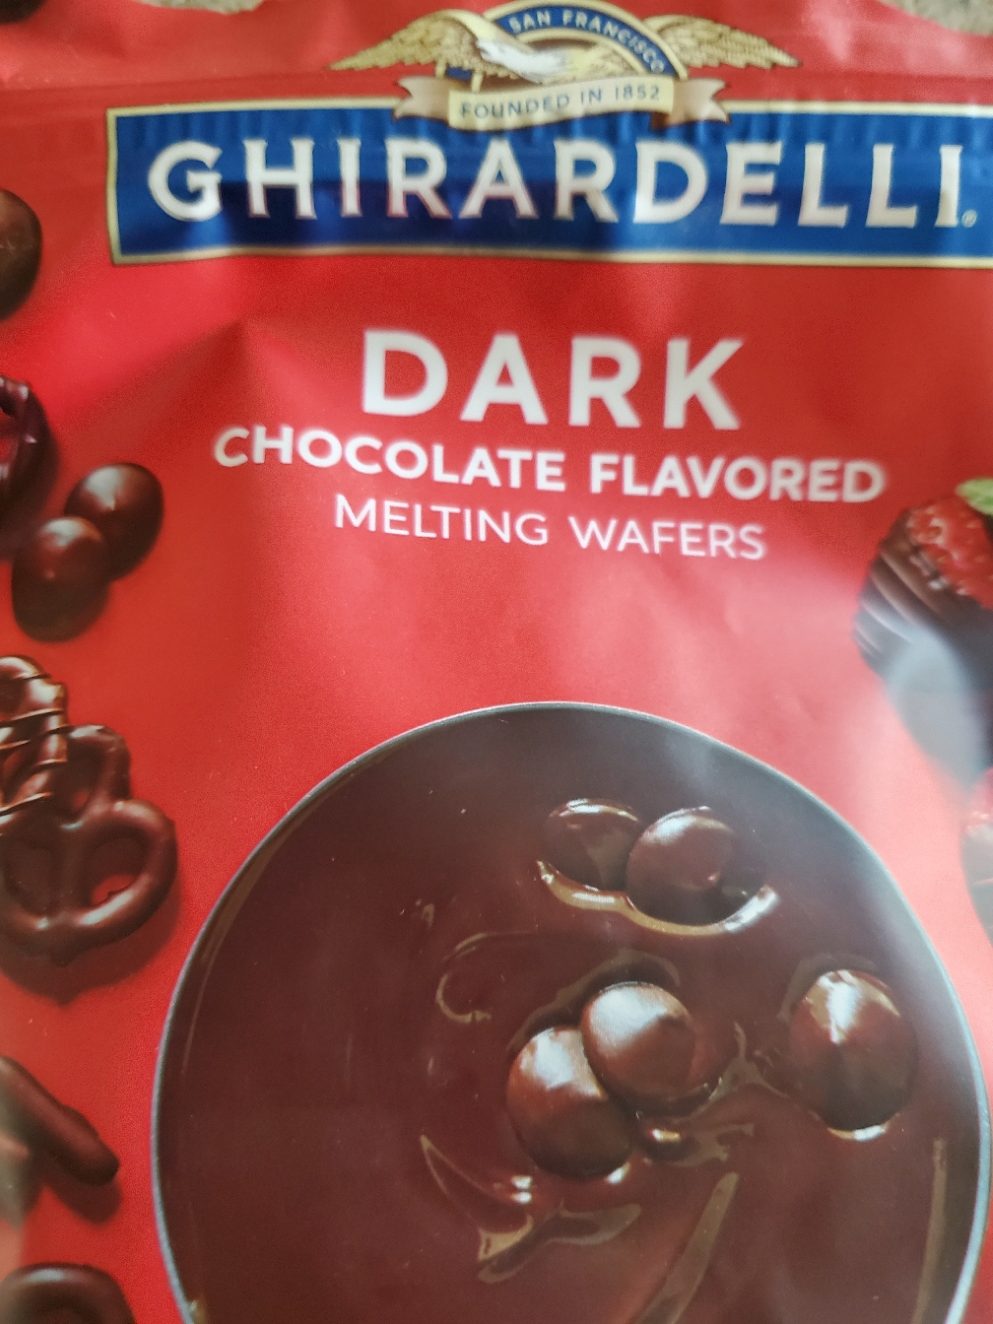 SAN FRANCISCO
FOUNDED IN 1852
GHIRARDELLI®
DARK
CHOCOLATE FLAVORED
MELTING WAFERS